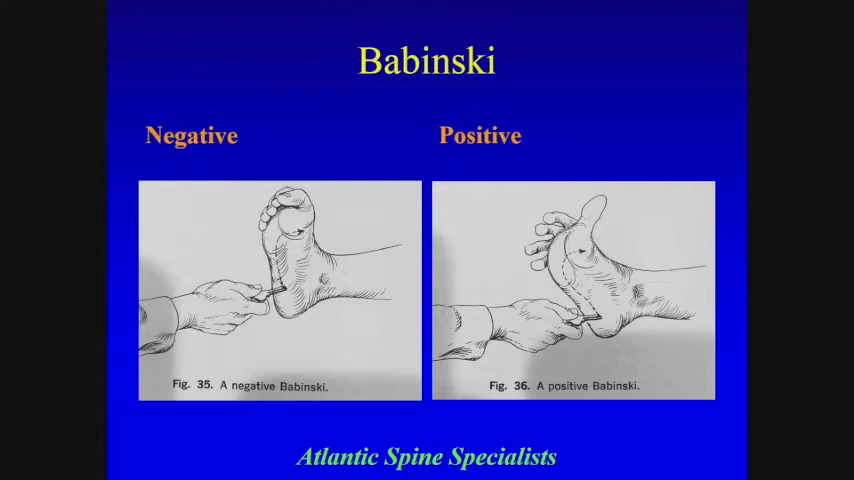 Babinski
Negative
Positive
Fig. 35. A negative Babinski.
Fig. 36. A positive Babinski.
Atlantic Spine Specialists